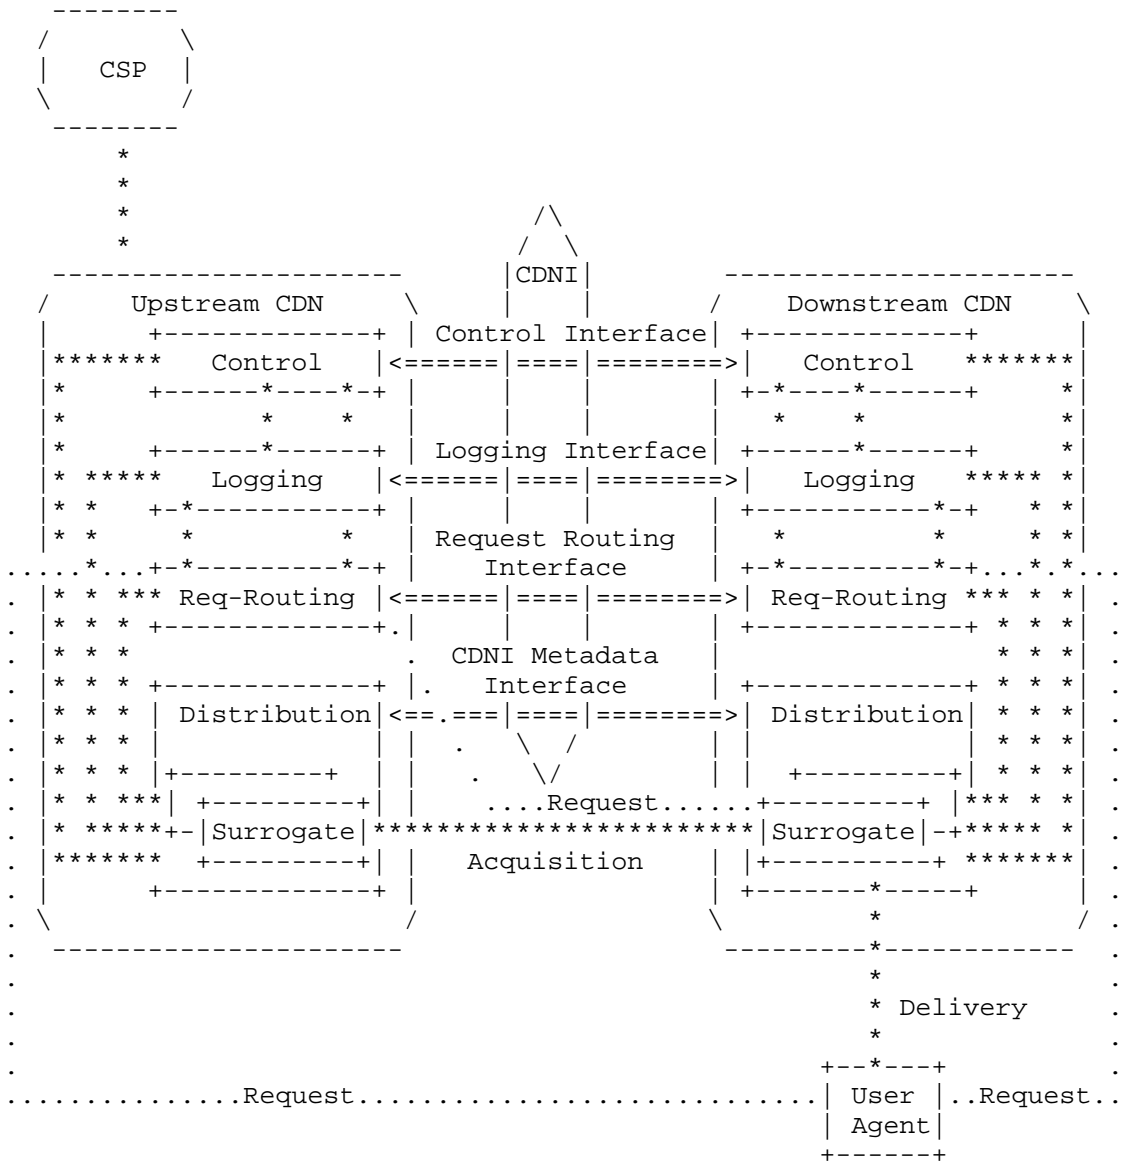 CSP
CDNI
Upstream CDN Downstream CDN
Control Interface
Control Control
Logging Interface
Logging Logging
Request Routing
Interface
Req-Routing Req-Routing
CDNI Metadata
Interface
Distribution Distribution
Request
Surrogate Surrogate
Acquisition
Delivery
Request User Request
Agent